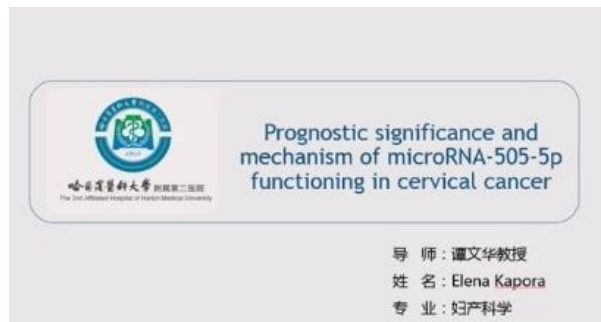 Prognostic significance and
mechanism of microRNA-505-5p
functioning in cervical cancer
哈尔滨医科大学 附属第二医院
The 2nd Affiliated Hospital of Harbin Medical University
导 师：谭文华教授
姓 名：Elena Kapora
专 业：妇产科学